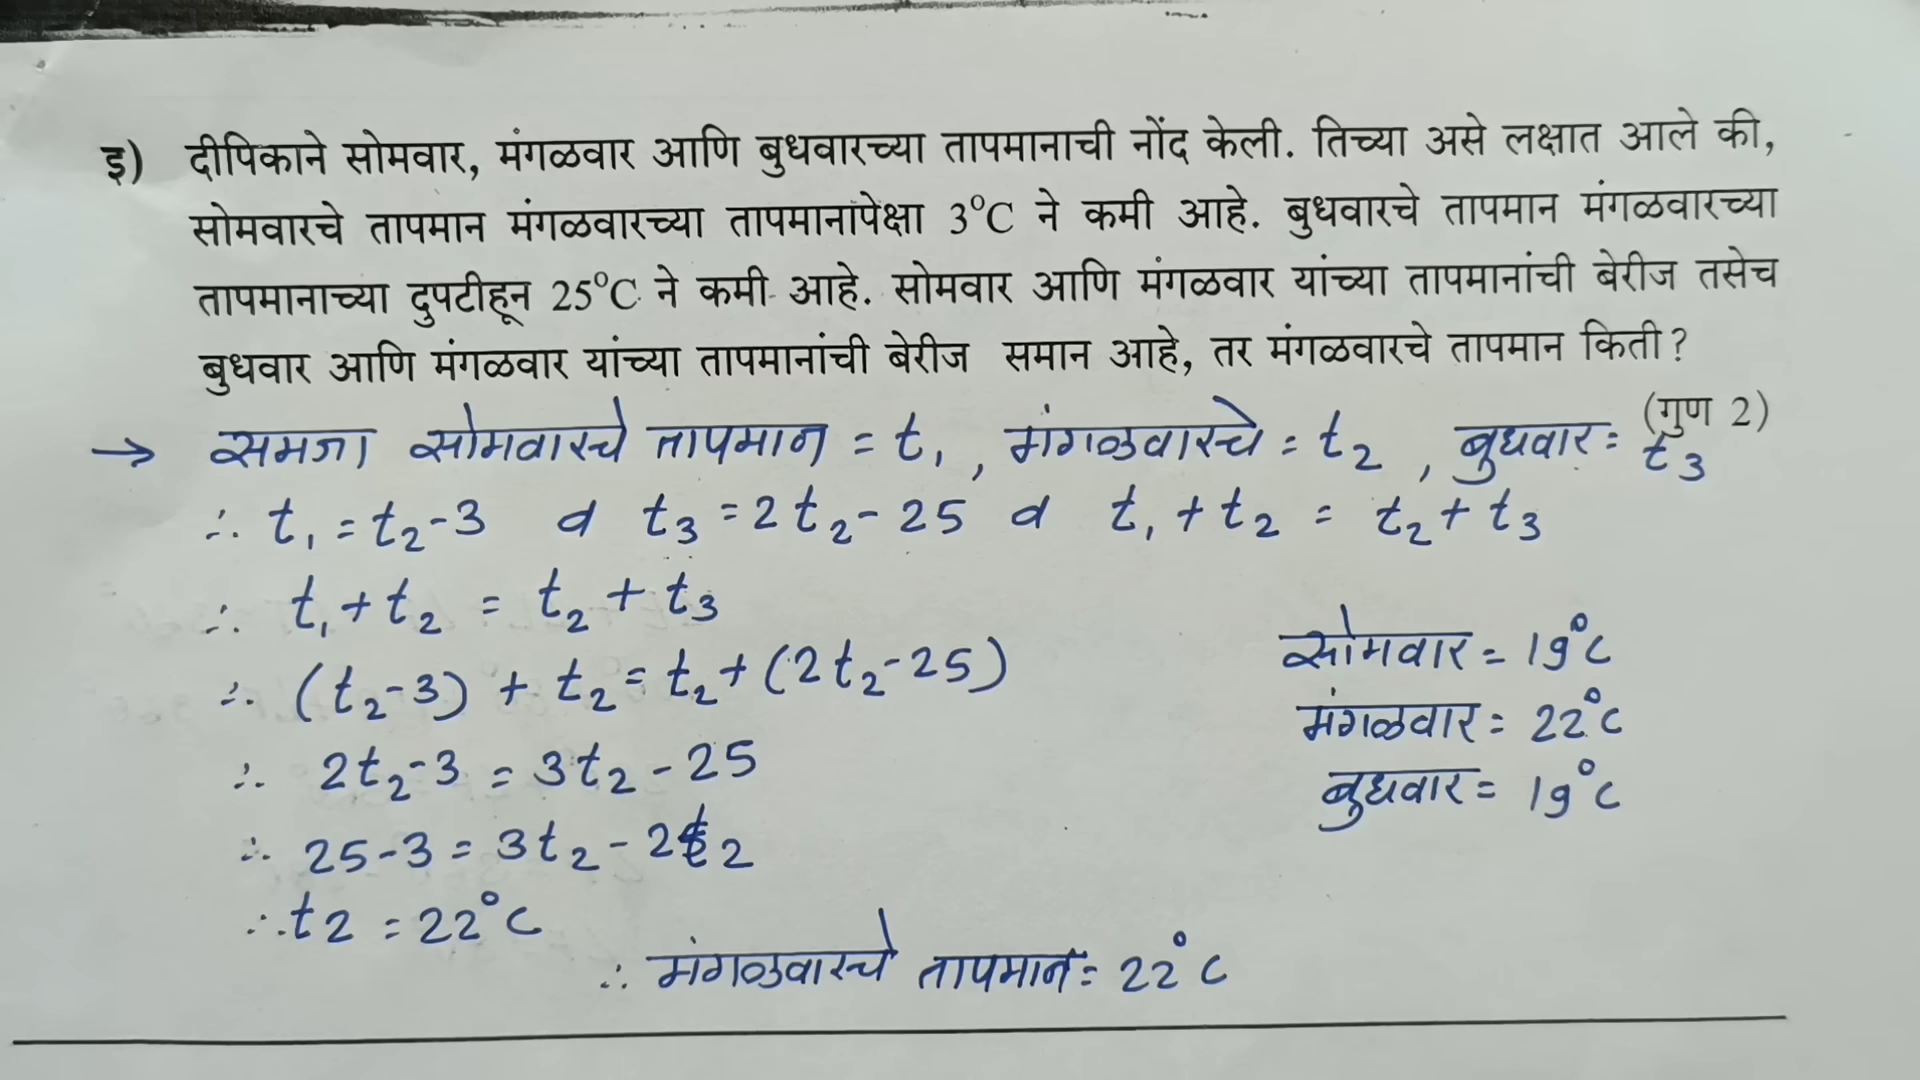 इ) दीपिकाने सोमवार, मंगळवार आणि बुधवारच्या तापमानाची नोंद केली. तिच्या असे लक्षात आले की,
सोमवारचे तापमान मंगळवारच्या तापमानापेक्षा 3°C ने कमी आहे. बुधवारचे तापमान मंगळवारच्या
तापमानाच्या दुपटीहून 25°C ने कमी आहे. सोमवार आणि मंगळवार यांच्या तापमानांची बेरीज तसेच
बुधवार आणि मंगळवार यांच्या तापमानांची बेरीज समान आहे, तर मंगळवारचे तापमान किती?
(गुण 2)
→ समजा सोमवारचे तापमान = t₁, मंगळवारचे = t₂, बुधवार = t₃
∴ t₁ = t₂-3 व t₃ = 2t₂-25 व t₁+t₂ = t₂+t₃
∴ t₁+t₂ = t₂+t₃
∴ (t₂-3) + t₂ = t₂+(2t₂-25)
∴ 2t₂-3 = 3t₂-25
∴ 25-3 = 3t₂-2t₂
∴ t2 = 22°C
∴ मंगळवारचे तापमान = 22°C
सोमवार = 19°C
मंगळवार = 22°C
बुधवार = 19°C